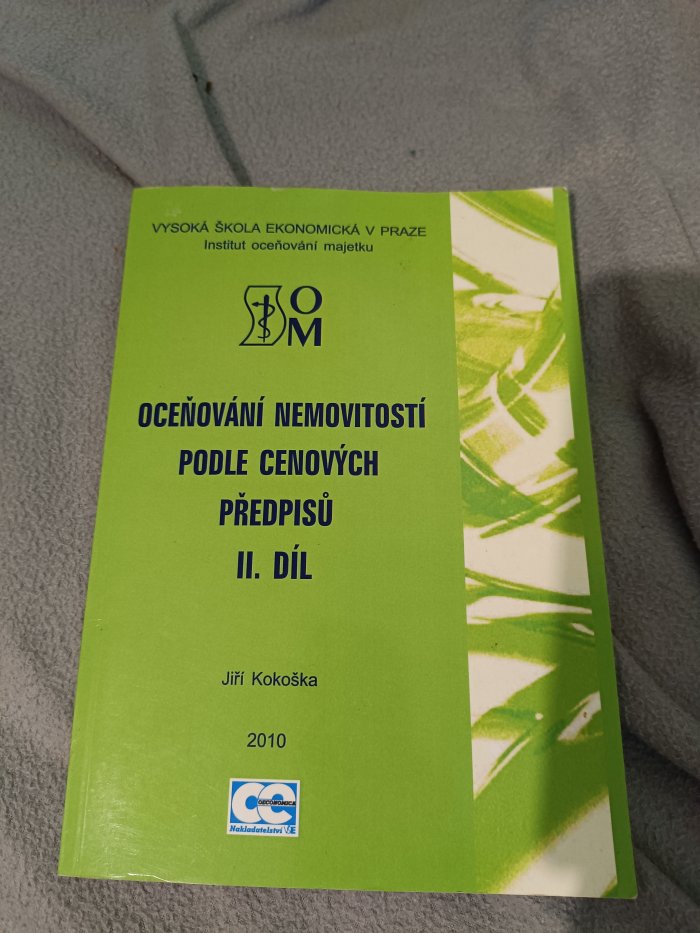 VYSOKÁ ŠKOLA EKONOMICKÁ V PRAZE
Institut oceňování majetku
OM
OCEŇOVÁNÍ NEMOVITOSTÍ
PODLE CENOVÝCH
PŘEDPISŮ
II. DÍL
Jiří Kokoška
2010
OECONOMICA
Nakladatelství VŠE